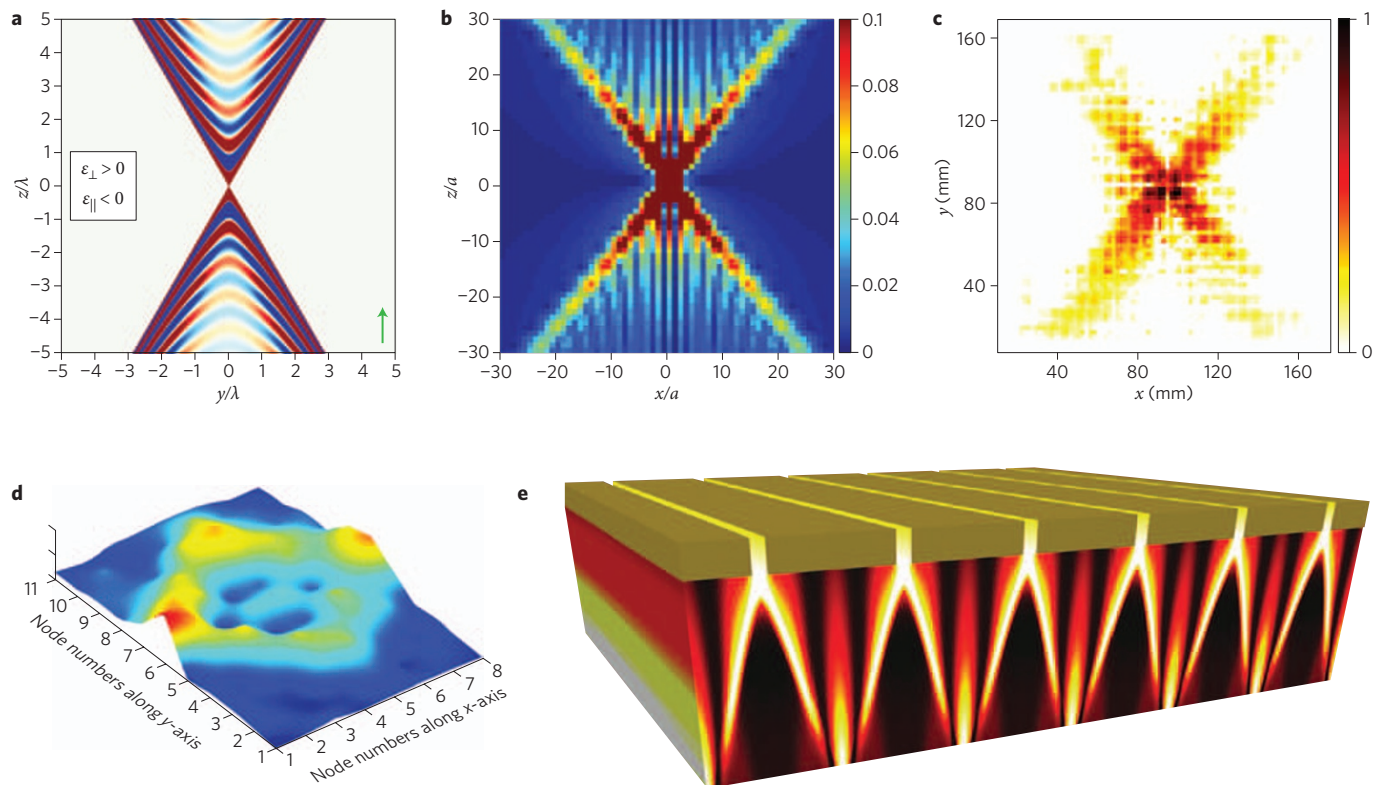 a
5
4
3
2
1
0
−1
−2
−3
−4
−5
z/λ
ε⊥ > 0
ε|| < 0
−5 −4 −3 −2 −1 0 1 2 3 4 5
y/λ
b
30
20
10
0
−10
−20
−30
z/a
−30 −20 −10 0 10 20 30
x/a
0.1
0.08
0.06
0.04
0.02
0
c
160
120
80
40
y (mm)
40 80 120 160
x (mm)
1
0
d
11
10
9
8
7
6
5
4
3
2
1
Node numbers along y-axis
1
2
3
4
5
6
7
8
Node numbers along x-axis
e